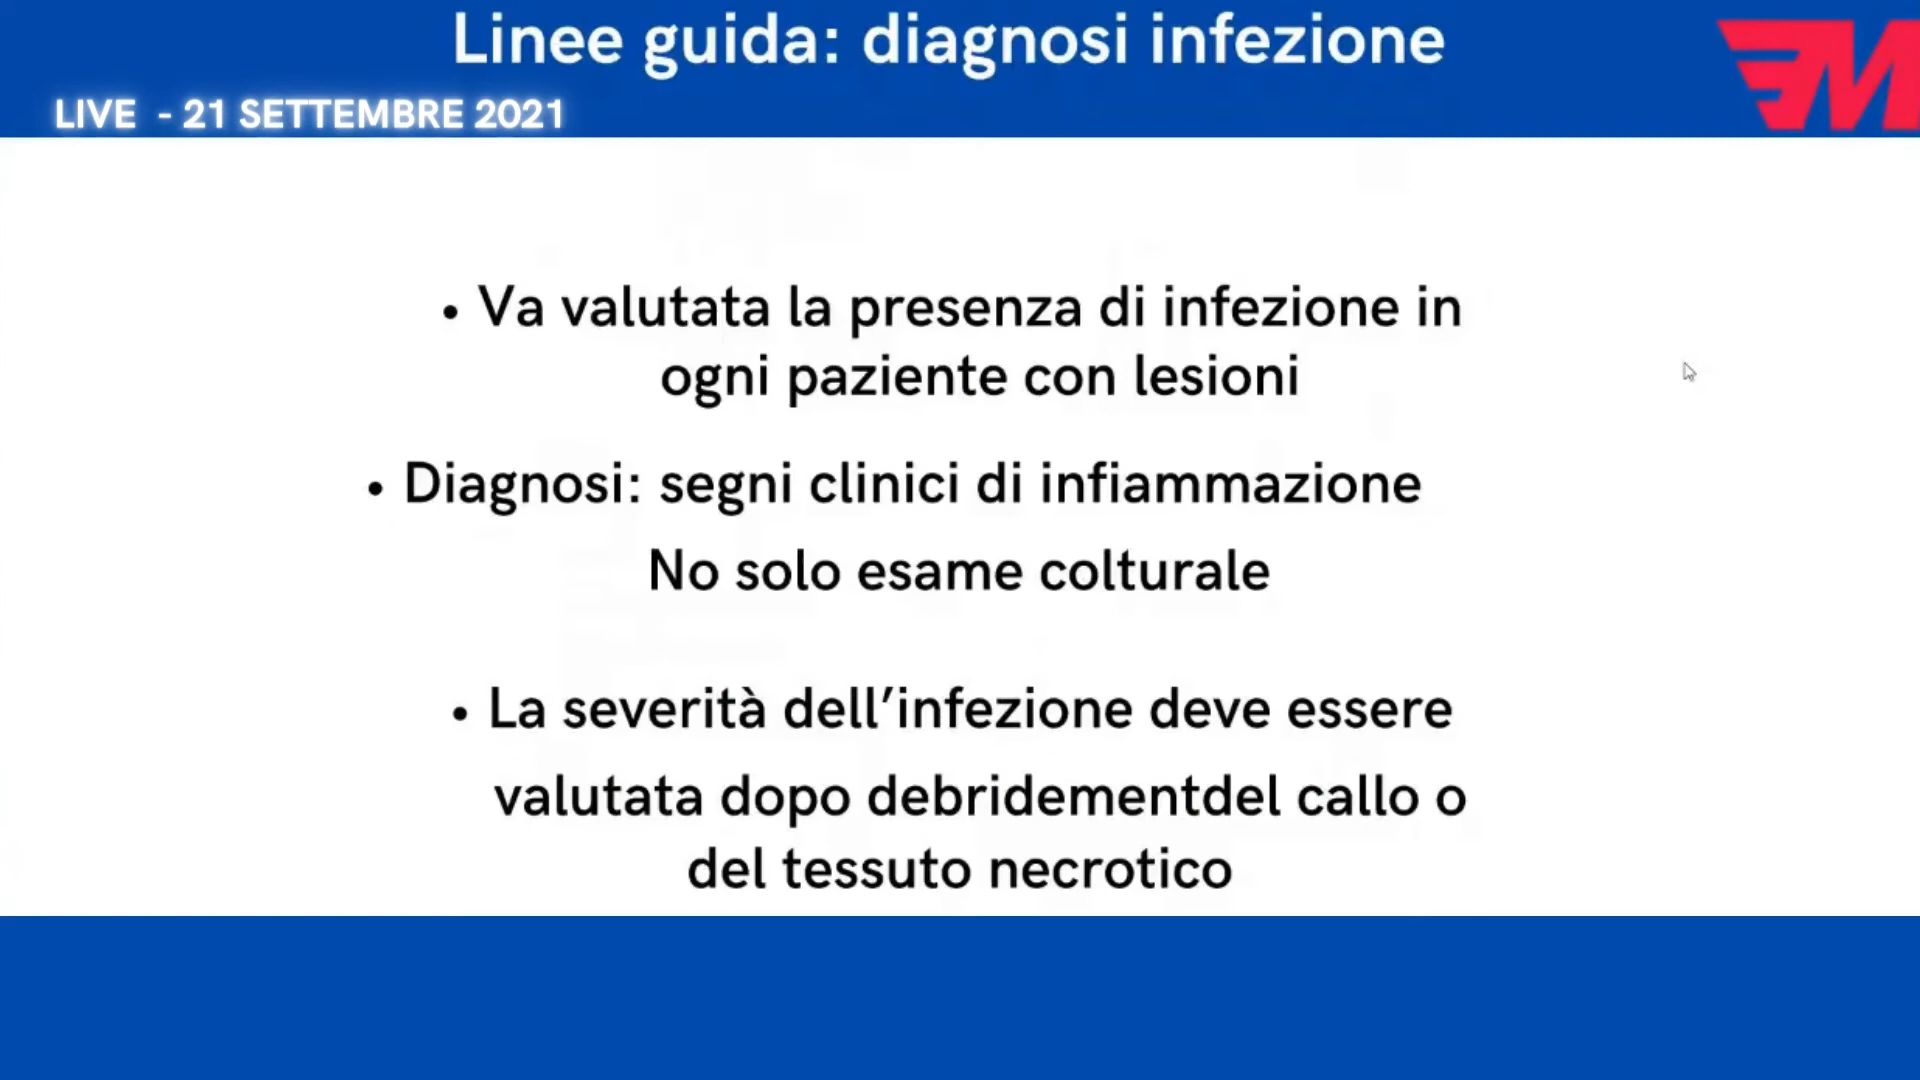 Linee guida: diagnosi infezione
LIVE - 21 SETTEMBRE 2021
• Va valutata la presenza di infezione in
ogni paziente con lesioni
• Diagnosi: segni clinici di infiammazione
No solo esame colturale
• La severità dell’infezione deve essere
valutata dopo debridementdel callo o
del tessuto necrotico